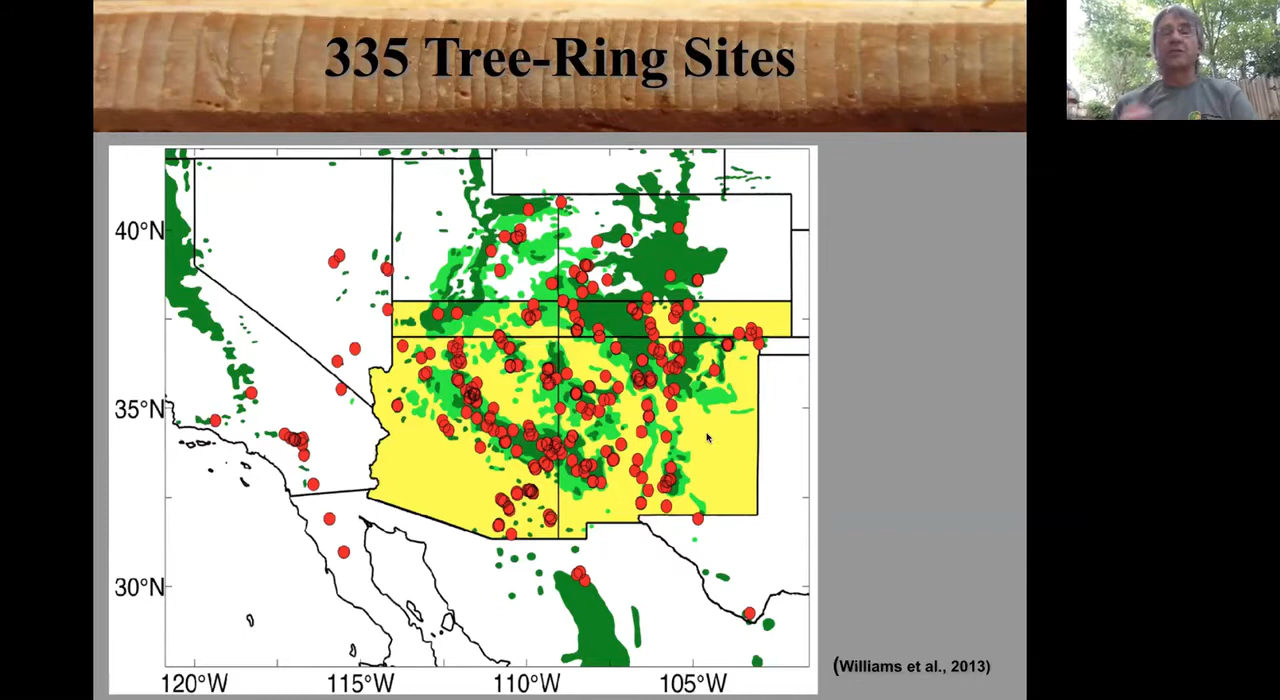 335 Tree-Ring Sites
40°N
35°N
30°N
120°W
115°W
110°W
105°W
(Williams et al., 2013)